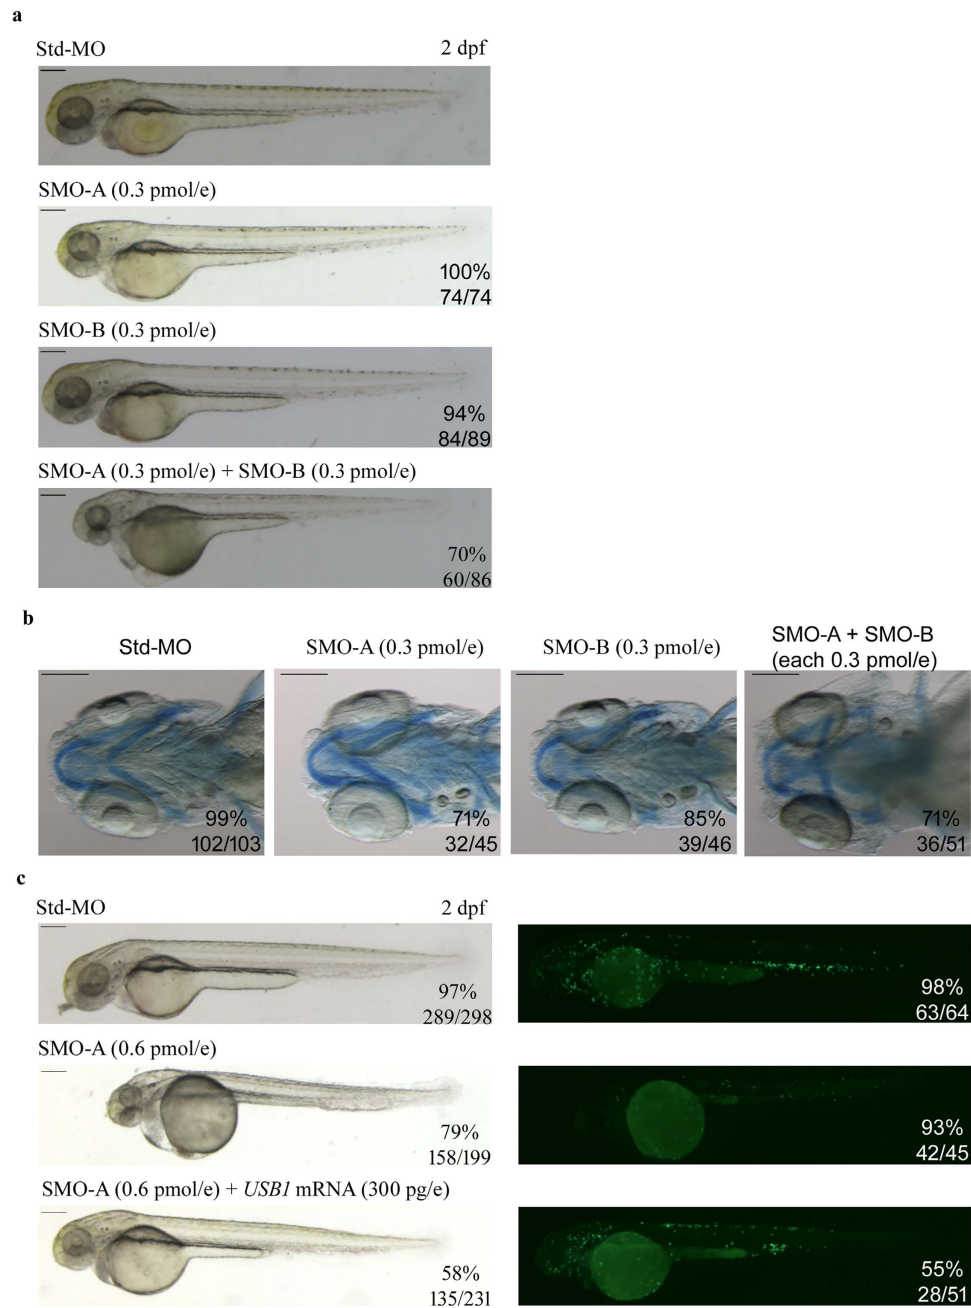 a
Std-MO 2 dpf
SMO-A (0.3 pmol/e)
100%
74/74
SMO-B (0.3 pmol/e)
94%
84/89
SMO-A (0.3 pmol/e) + SMO-B (0.3 pmol/e)
70%
60/86
b
Std-MO
99%
102/103
SMO-A (0.3 pmol/e)
71%
32/45
SMO-B (0.3 pmol/e)
85%
39/46
SMO-A + SMO-B
(each 0.3 pmol/e)
71%
36/51
c
Std-MO 2 dpf
97%
289/298
98%
63/64
SMO-A (0.6 pmol/e)
79%
158/199
93%
42/45
SMO-A (0.6 pmol/e) + USB1 mRNA (300 pg/e)
58%
135/231
55%
28/51